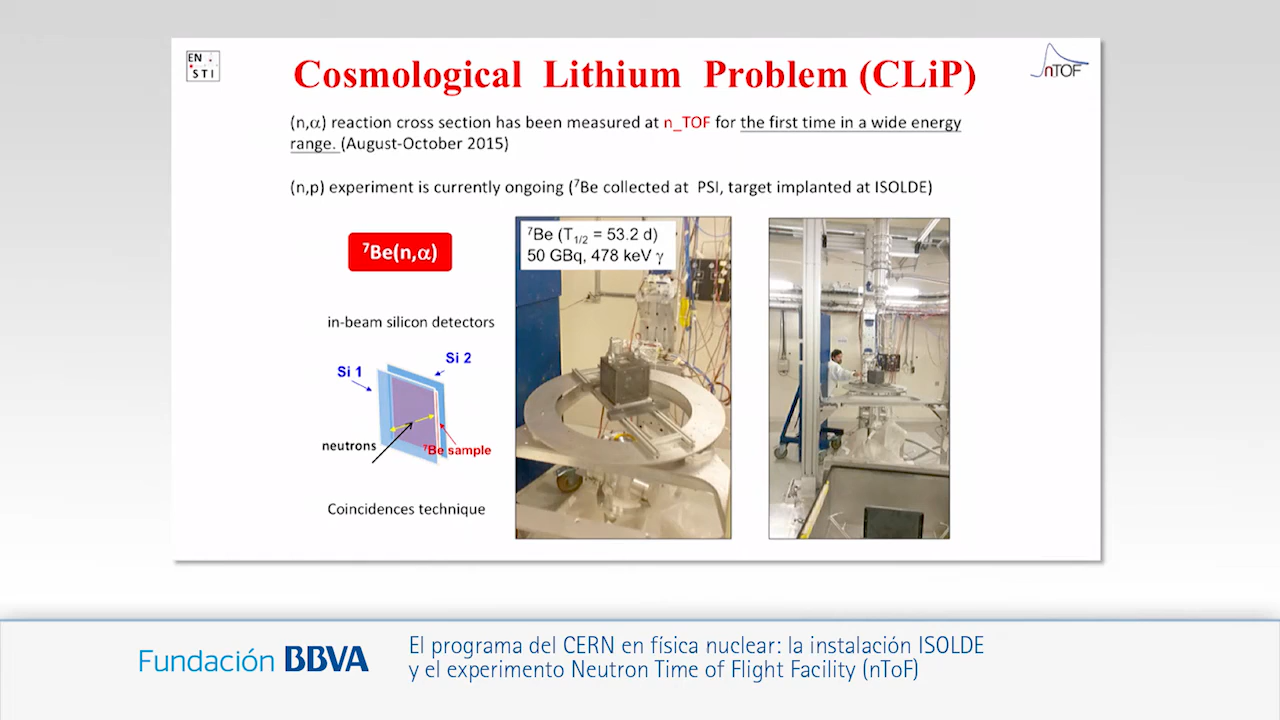 EN
STI
Cosmological Lithium Problem (CLiP)
nTOF
(n,α) reaction cross section has been measured at n_TOF for the first time in a wide energy
range. (August-October 2015)
(n,p) experiment is currently ongoing (⁷Be collected at PSI, target implanted at ISOLDE)
⁷Be(n,α)
⁷Be (T₁/₂ = 53.2 d)
50 GBq, 478 keV γ
in-beam silicon detectors
Si 2
Si 1
neutrons
⁷Be sample
Coincidences technique
Fundación BBVA
El programa del CERN en física nuclear: la instalación ISOLDE
y el experimento Neutron Time of Flight Facility (nToF)